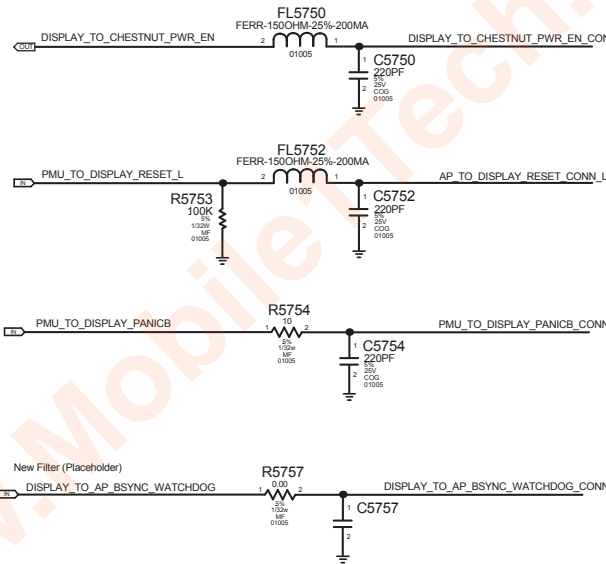 FL5750
FERR-150OHM-25%-200MA
DISPLAY_TO_CHESTNUT_PWR_EN
2
1
DISPLAY_TO_CHESTNUT_PWR_EN_CON
OUT
01005
1
C5750
220PF
5%
2
25V
COG
01005
FL5752
FERR-150OHM-25%-200MA
PMU_TO_DISPLAY_RESET_L
2
1
AP_TO_DISPLAY_RESET_CONN_L
IN
01005
R5753
100K
5%
1/32W
MF
01005
1
C5752
220PF
5%
2
25V
COG
01005
R5754
10
PMU_TO_DISPLAY_PANICB
1
2
PMU_TO_DISPLAY_PANICB_CONN
IN
5%
1/32w
MF
01005
1
C5754
220PF
5%
2
25V
COG
01005
New Filter (Placeholder)
R5757
0.00
DISPLAY_TO_AP_BSYNC_WATCHDOG
1
2
DISPLAY_TO_AP_BSYNC_WATCHDOG_CONN
IN
5%
1/32w
MF
01005
1
C5757
2
w.Mobile1Tech.